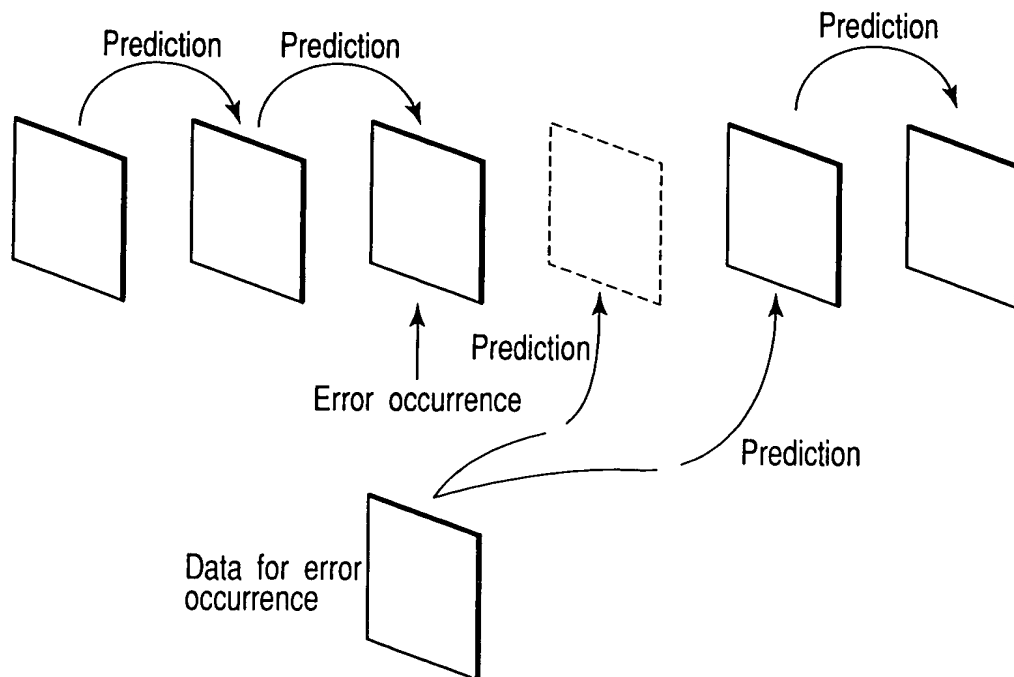 Prediction
Prediction
Prediction
Prediction
Error occurrence
Prediction
Data for error
occurrence